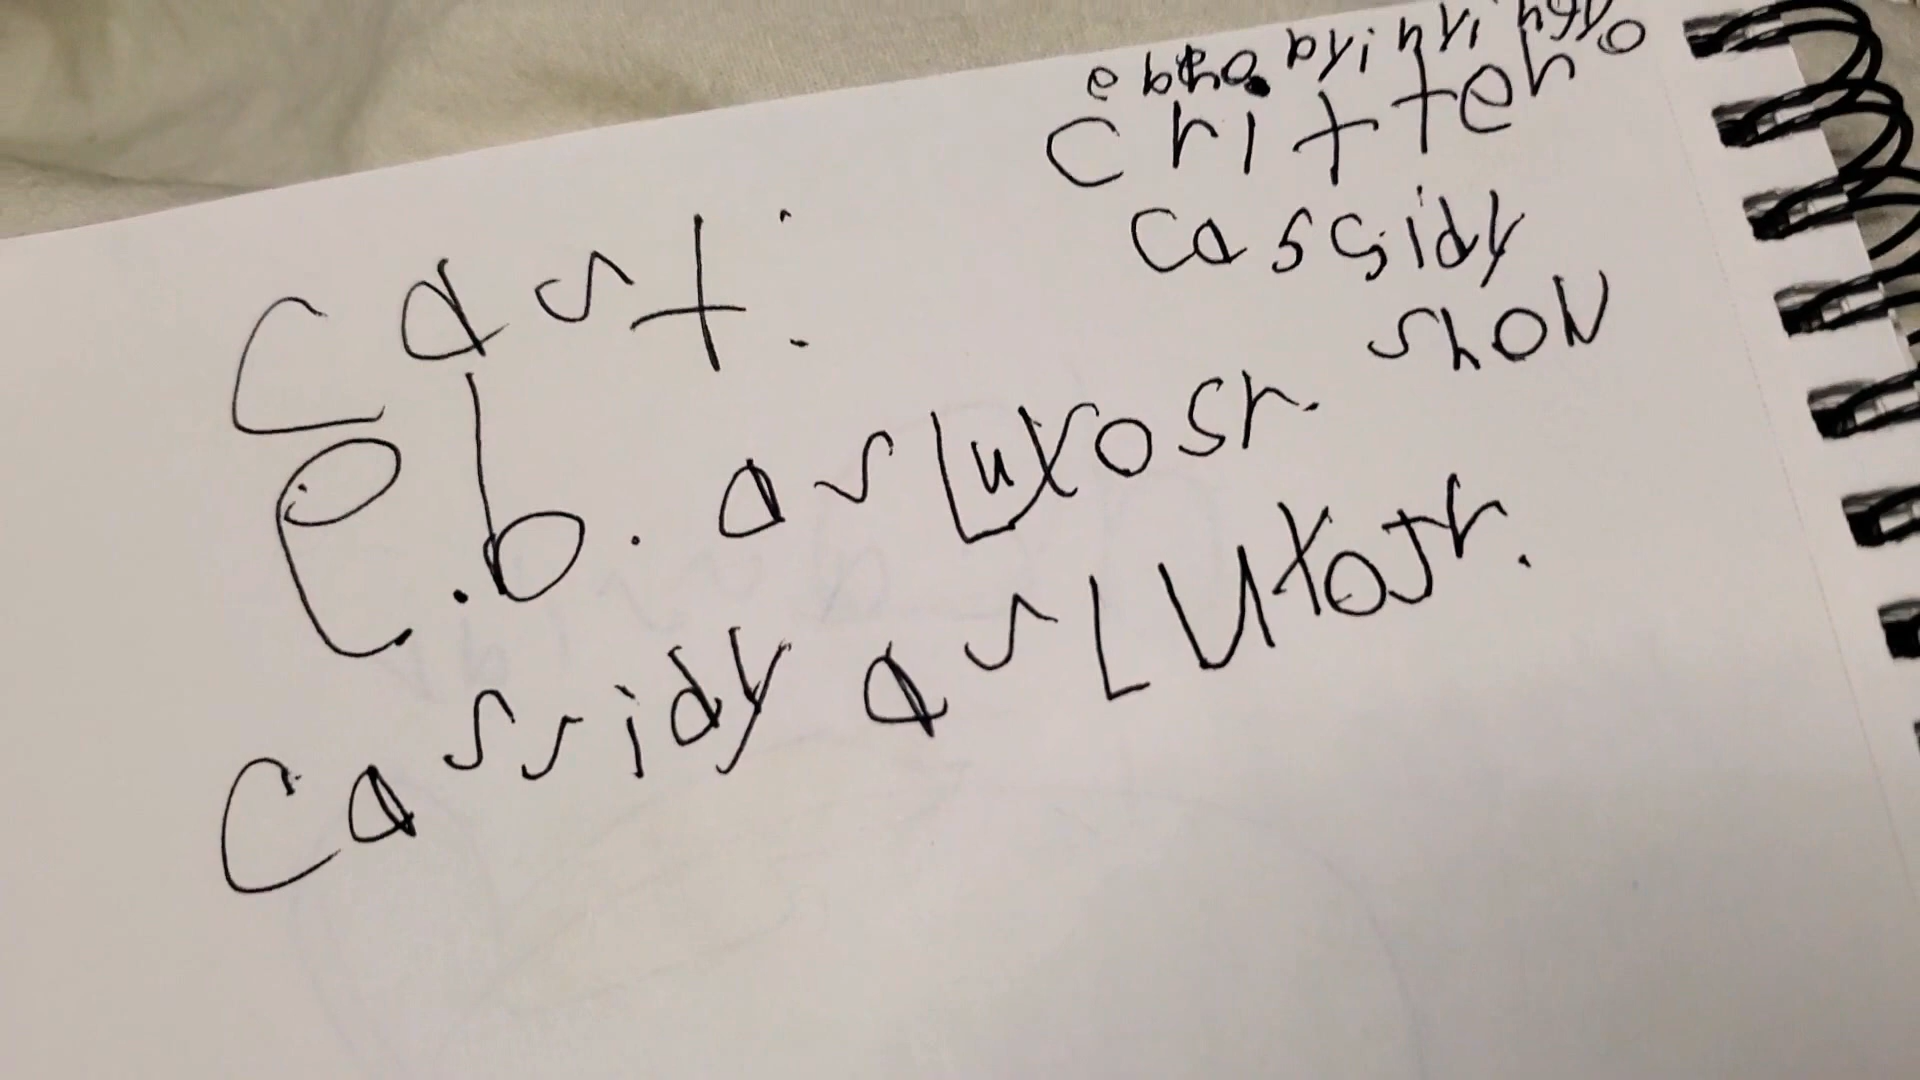 critter
cassidy
show
cast:
e.b. as Lutosr.
Cassidy as LUtosr.